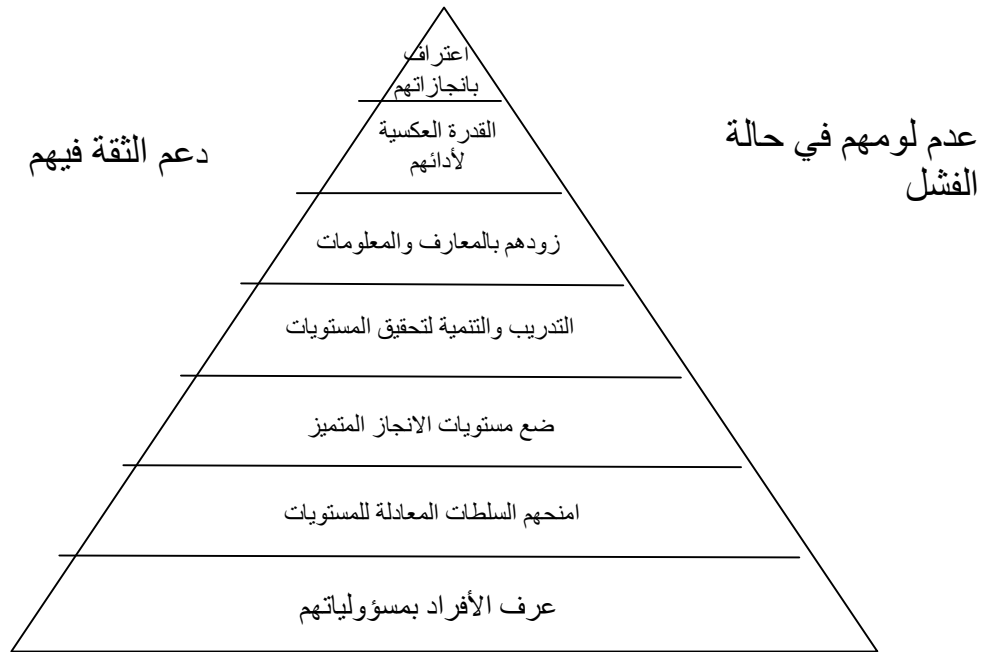 اعتراف
بانجازاتهم
القدرة العكسية
لأدائهم
عدم لومهم في حالة
الفشل
دعم الثقة فيهم
زودهم بالمعارف والمعلومات
التدريب والتنمية لتحقيق المستويات
ضع مستويات الانجاز المتميز
امنحهم السلطات المعادلة للمستويات
عرف الأفراد بمسؤولياتهم